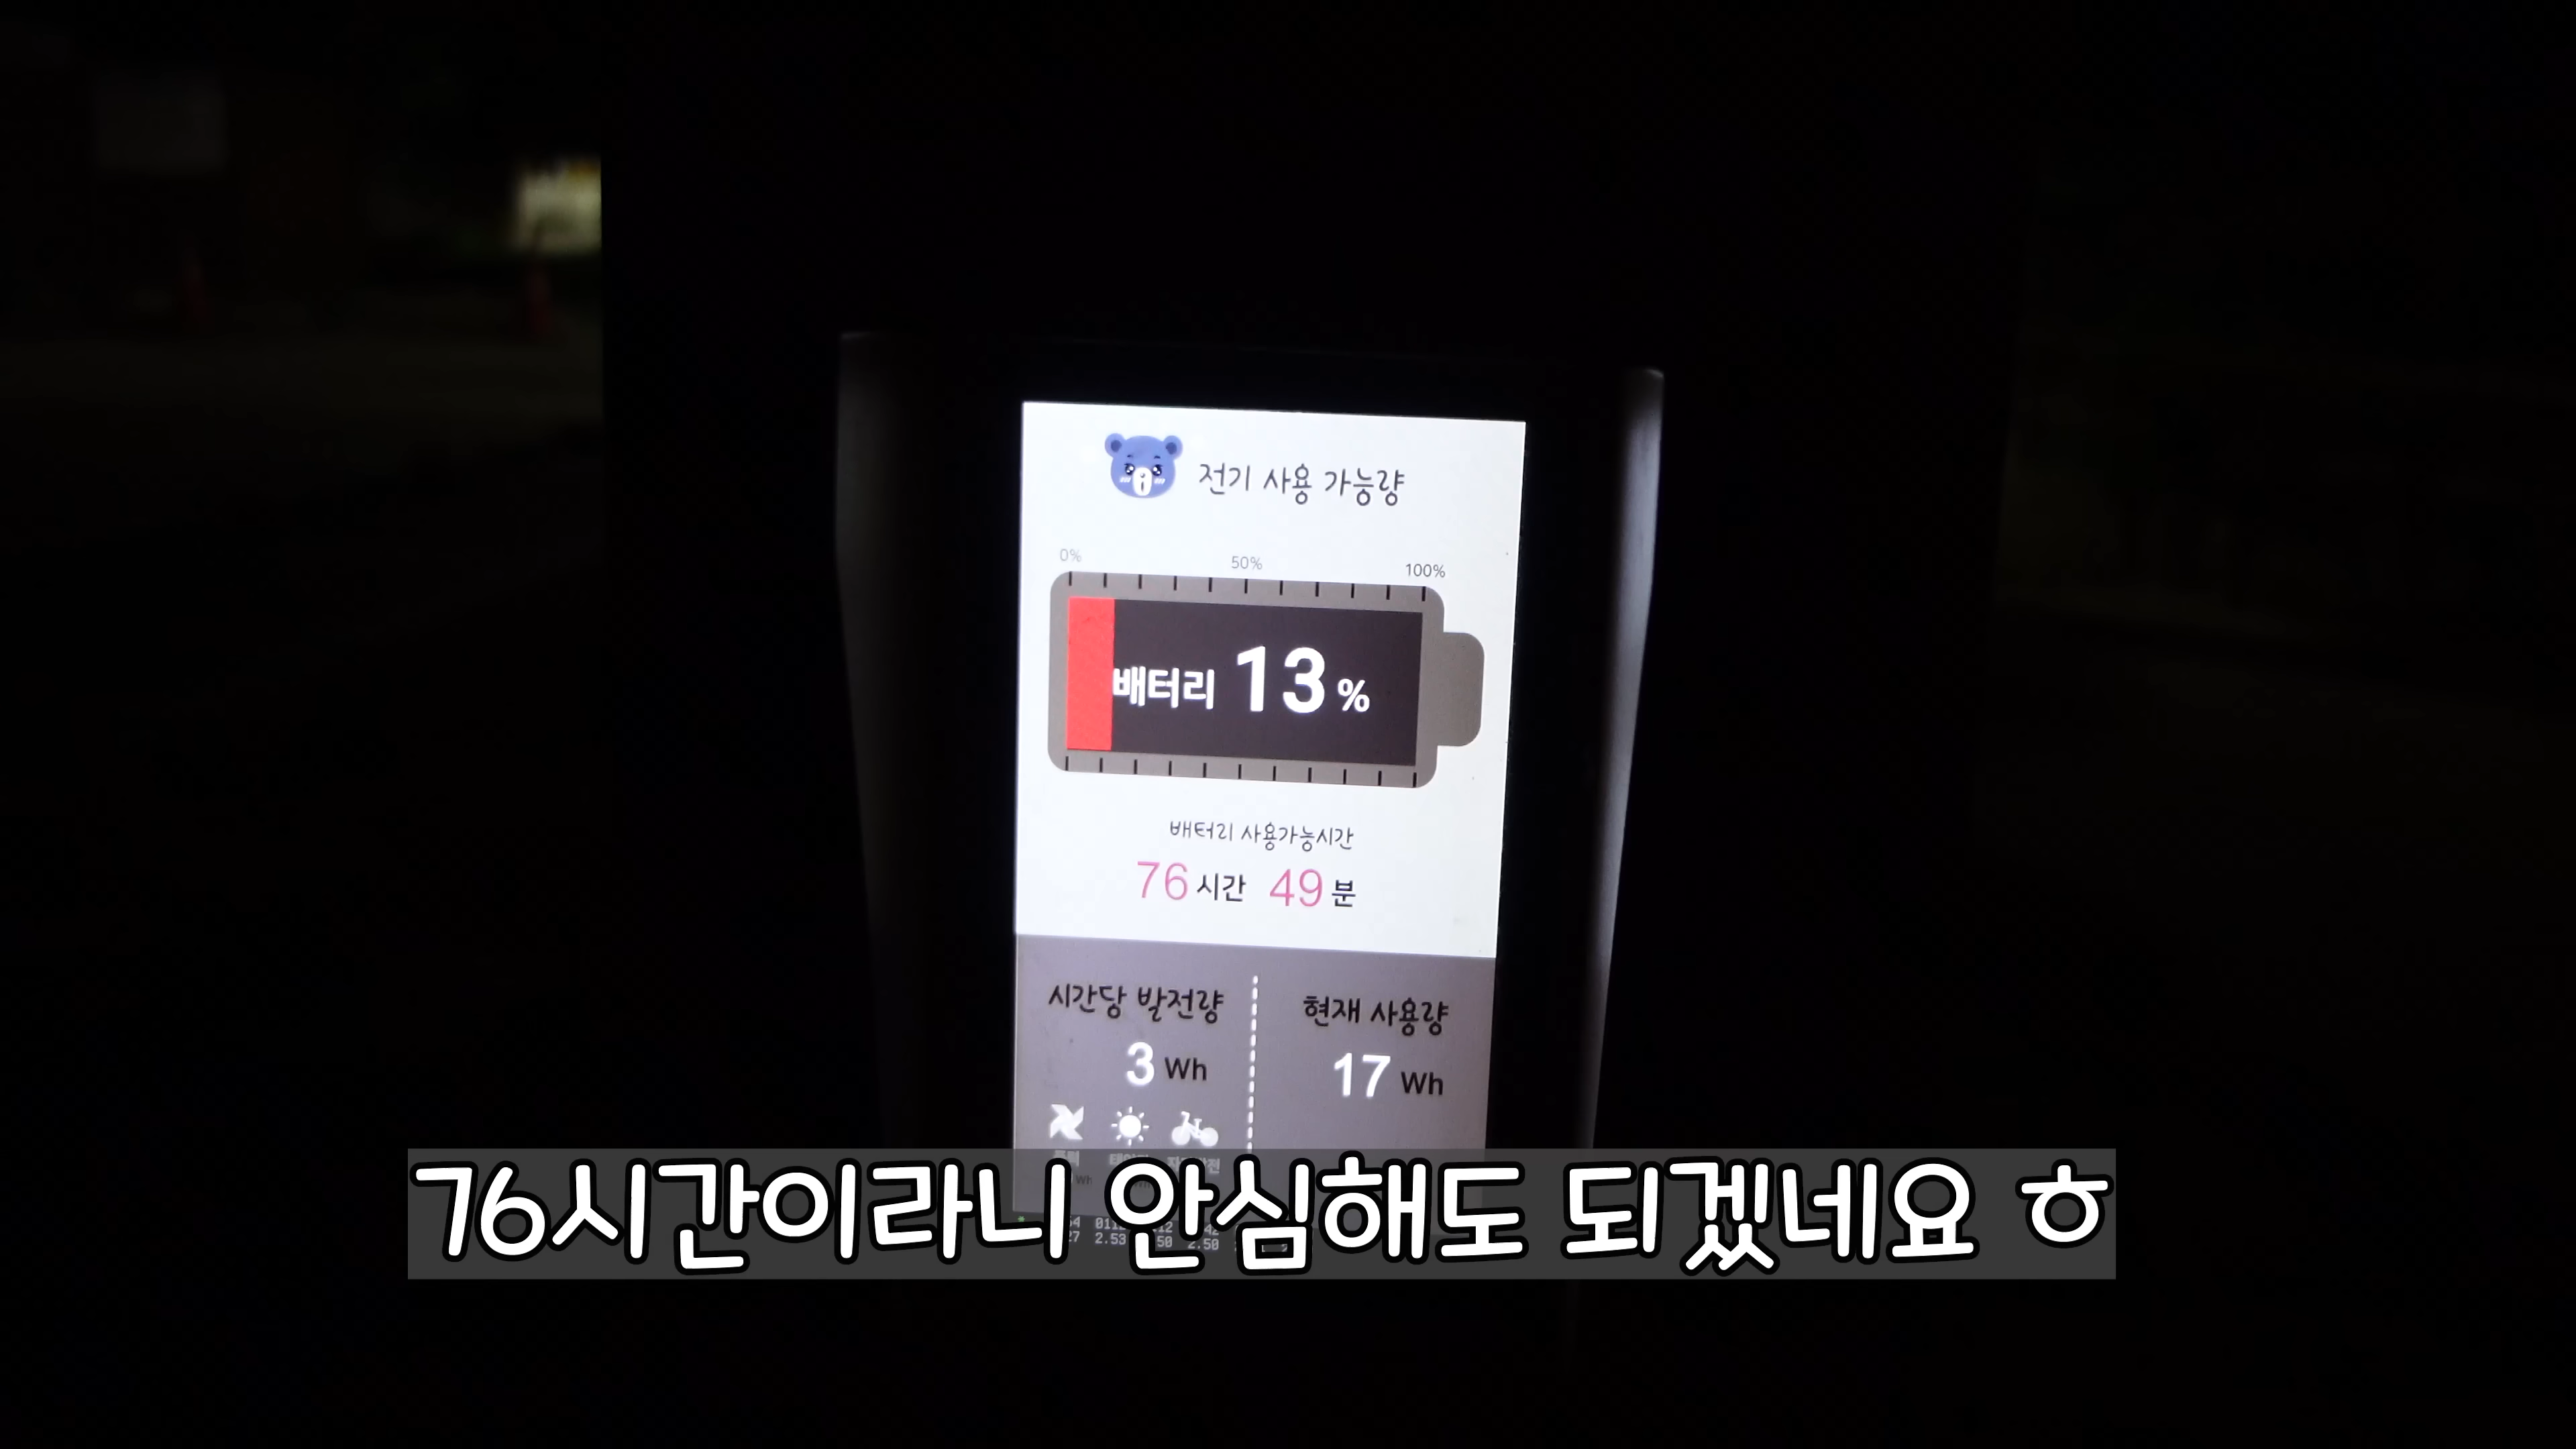 전기 사용 가능량
0% 50% 100%
배터리 13 %
배터리 사용가능시간
76 시간 49 분
시간당 발전량
3 Wh
현재 사용량
17 Wh
76시간이라니 안심해도 되겠네요 ㅎ